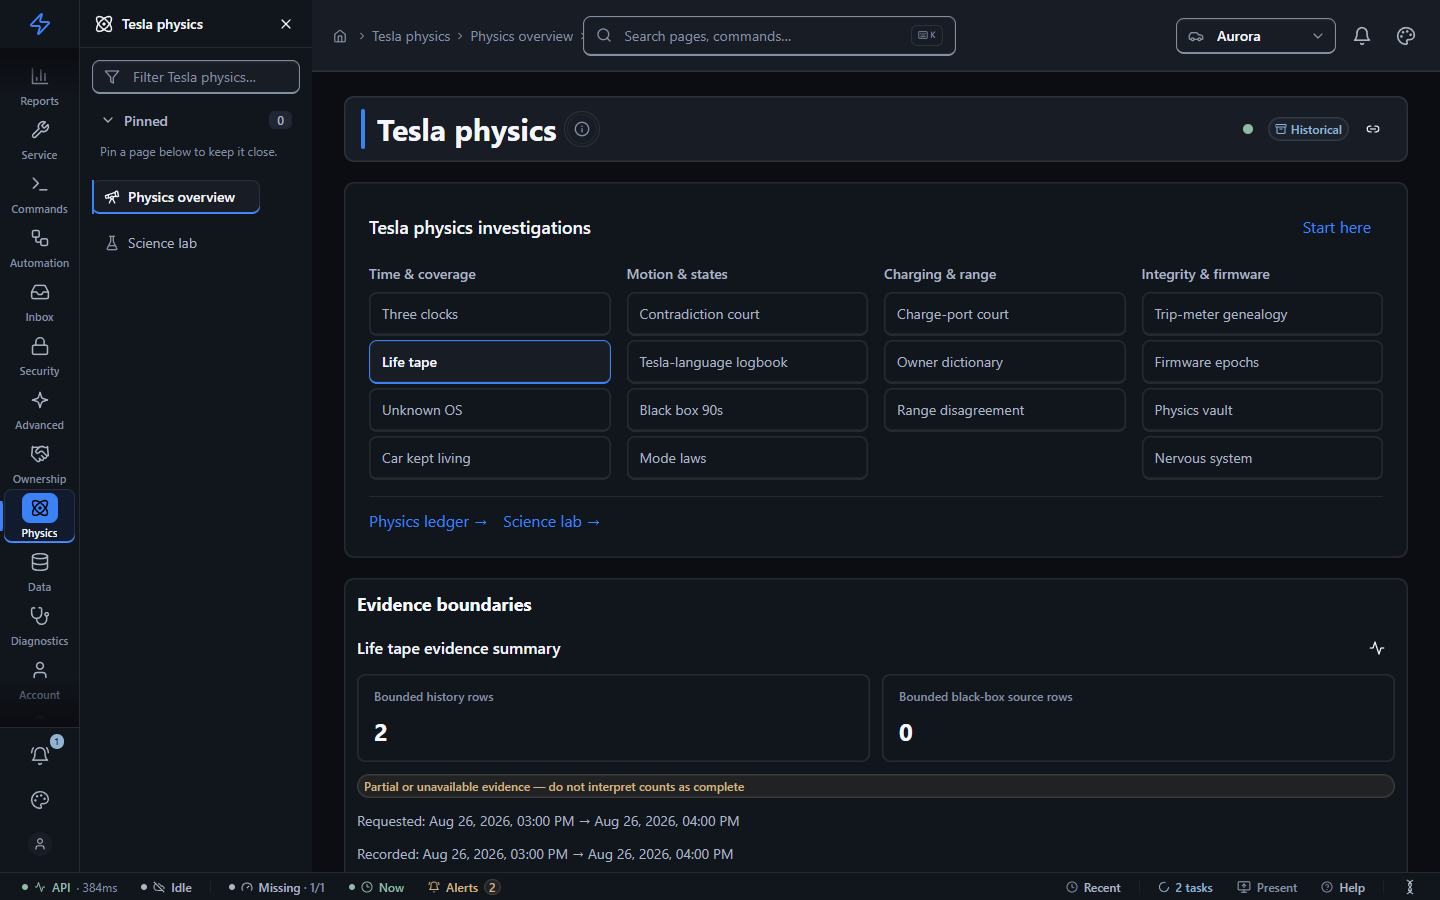 Tesla physics
Filter Tesla physics...
Pinned
0
Pin a page below to keep it close.
Physics overview
Science lab
Reports
Service
Commands
Automation
Inbox
Security
Advanced
Ownership
Physics
Data
Diagnostics
Account
1
Tesla physics
Physics overview
Search pages, commands...
K
Aurora
Tesla physics
Historical
Tesla physics investigations
Start here
Time & coverage
Three clocks
Life tape
Unknown OS
Car kept living
Motion & states
Contradiction court
Tesla-language logbook
Black box 90s
Mode laws
Charging & range
Charge-port court
Owner dictionary
Range disagreement
Integrity & firmware
Trip-meter genealogy
Firmware epochs
Physics vault
Nervous system
Physics ledger →
Science lab →
Evidence boundaries
Life tape evidence summary
Bounded history rows
2
Bounded black-box source rows
0
Partial or unavailable evidence — do not interpret counts as complete
Requested: Aug 26, 2026, 03:00 PM → Aug 26, 2026, 04:00 PM
Recorded: Aug 26, 2026, 03:00 PM → Aug 26, 2026, 04:00 PM
API · 384ms
Idle
Missing · 1/1
Now
Alerts 2
Recent
2 tasks
Present
Help